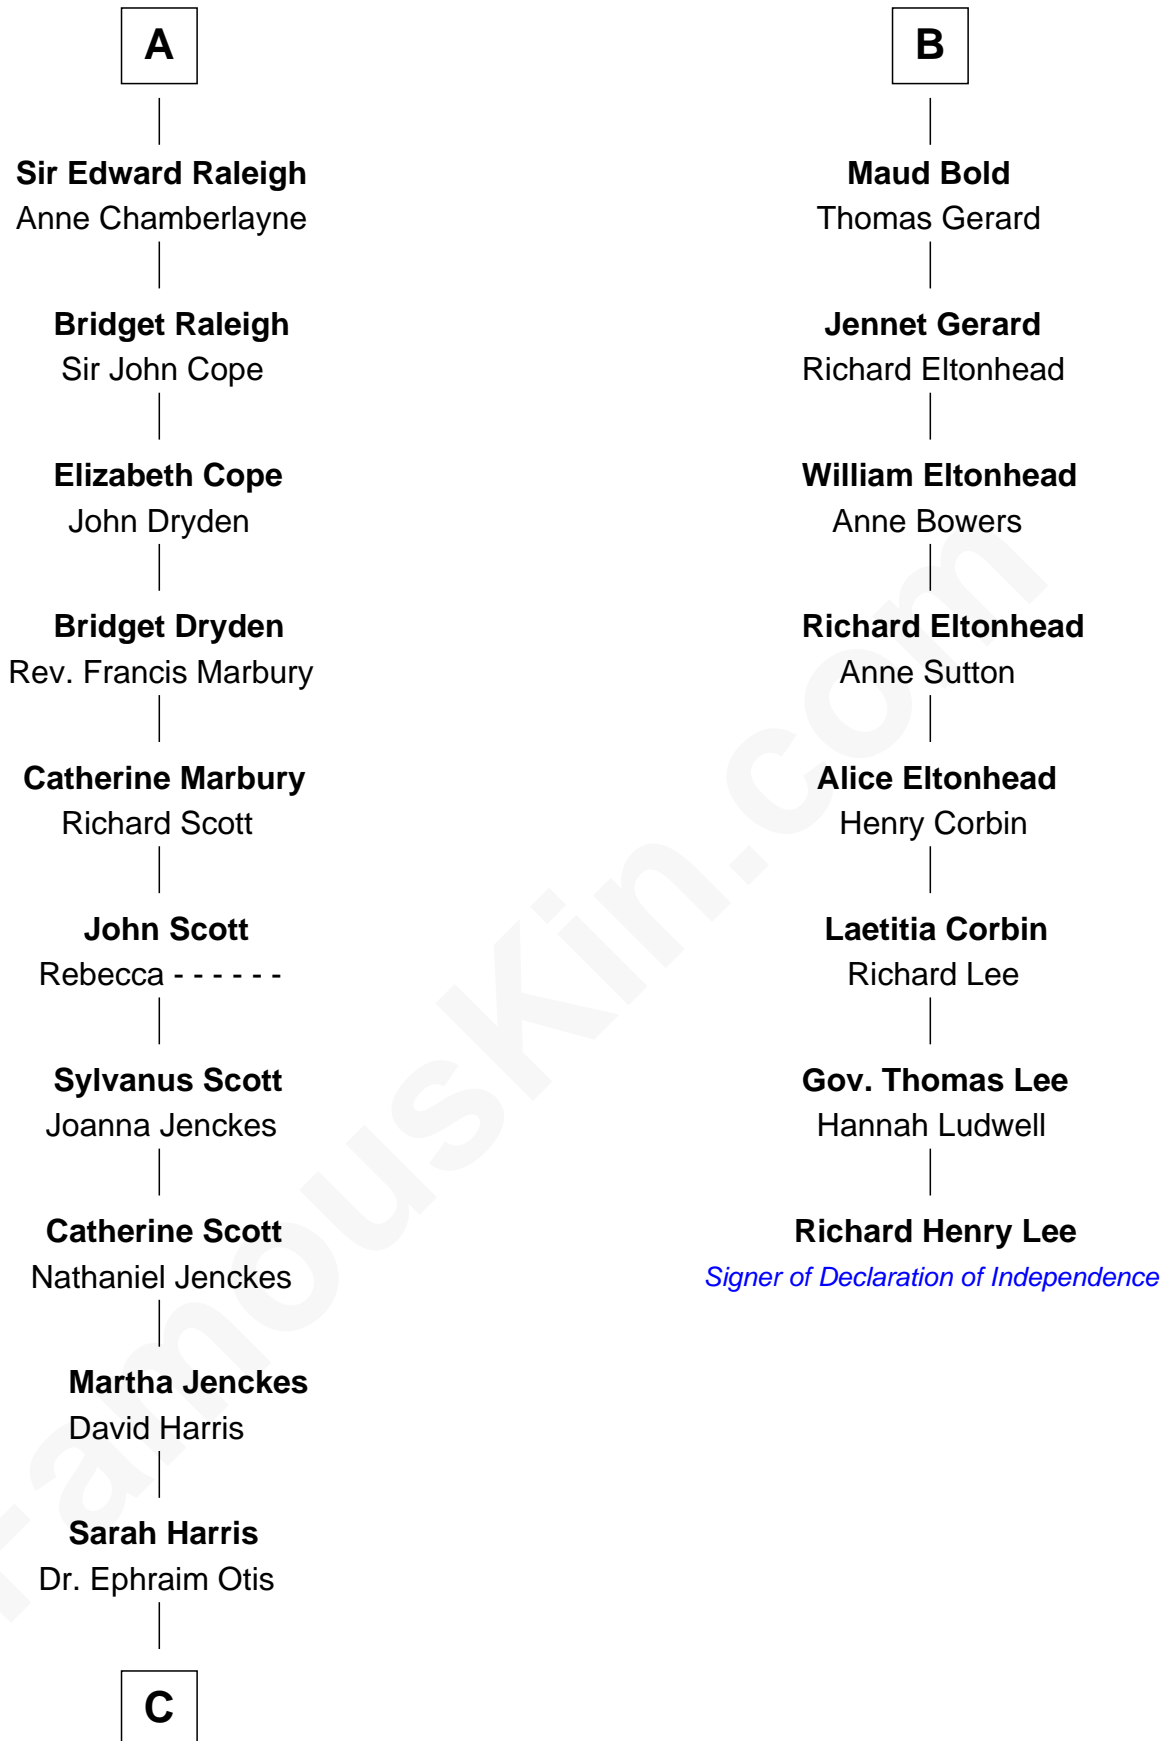 A
Sir Edward Raleigh
Anne Chamberlayne
Bridget Raleigh
Sir John Cope
Elizabeth Cope
John Dryden
Bridget Dryden
Rev. Francis Marbury
Catherine Marbury
Richard Scott
John Scott
Rebecca - - - - - -
Sylvanus Scott
Joanna Jenckes
Catherine Scott
Nathaniel Jenckes
Martha Jenckes
David Harris
Sarah Harris
Dr. Ephraim Otis
C
B
Maud Bold
Thomas Gerard
Jennet Gerard
Richard Eltonhead
William Eltonhead
Anne Bowers
Richard Eltonhead
Anne Sutton
Alice Eltonhead
Henry Corbin
Laetitia Corbin
Richard Lee
Gov. Thomas Lee
Hannah Ludwell
Richard Henry Lee
Signer of Declaration of Independence
FamousKin.com